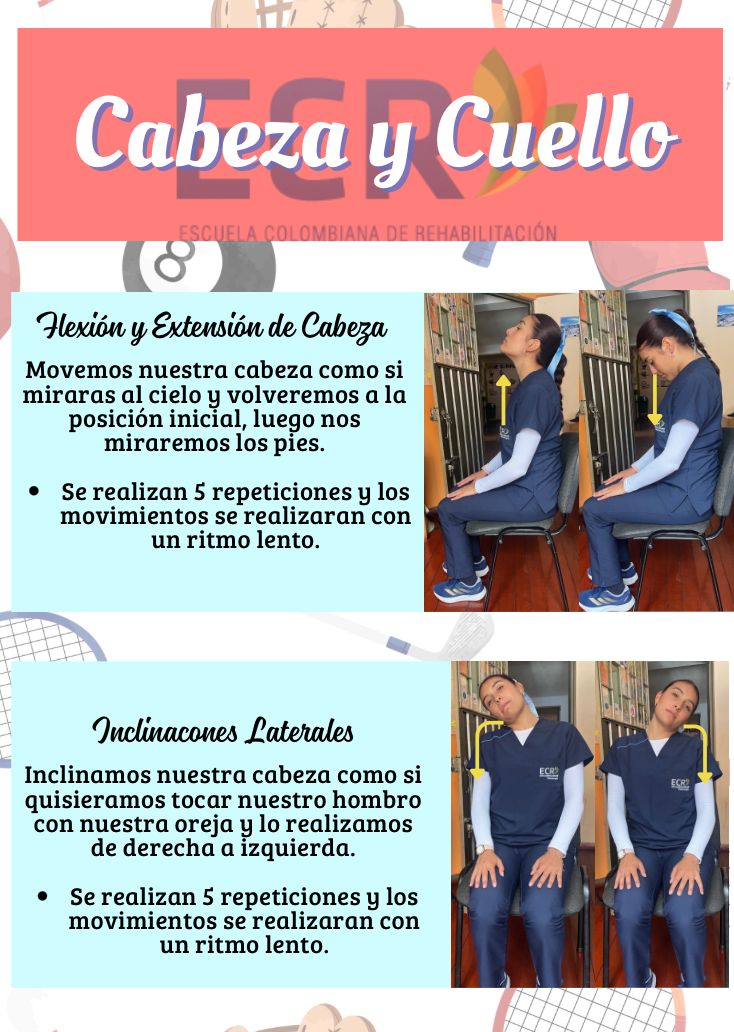 ECR
Cabeza y Cuello
ESCUELA COLOMBIANA DE REHABILITACIÓN
8
Flexión y Extensión de Cabeza
Movemos nuestra cabeza como si
miraras al cielo y volveremos a la
posición inicial, luego nos
miraremos los pies.
• Se realizan 5 repeticiones y los
movimientos se realizaran con
un ritmo lento.
Inclinacones Laterales
Inclinamos nuestra cabeza como si
quisieramos tocar nuestro hombro
con nuestra oreja y lo realizamos
de derecha a izquierda.
• Se realizan 5 repeticiones y los
movimientos se realizaran con
un ritmo lento.
ECR
ECR